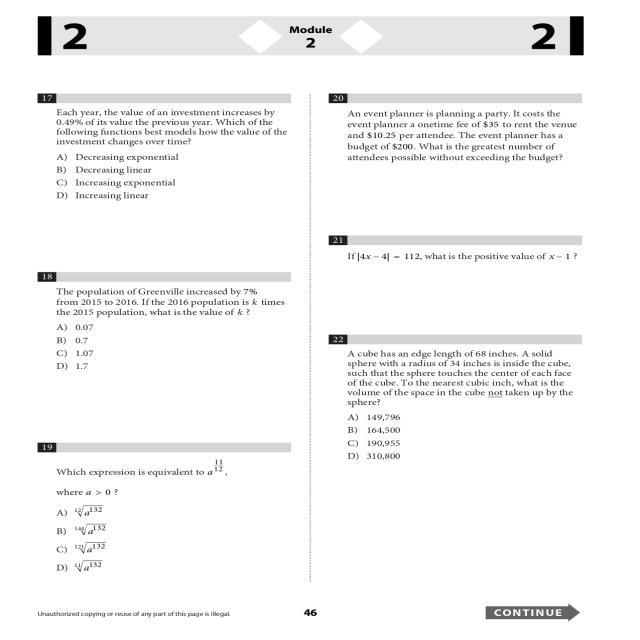 2
Module
2
2
17
Each year, the value of an investment increases by
0.49% of its value the previous year. Which of the
following functions best models how the value of the
investment changes over time?
A) Decreasing exponential
B) Decreasing linear
C) Increasing exponential
D) Increasing linear
18
The population of Greenville increased by 7%
from 2015 to 2016. If the 2016 population is k times
the 2015 population, what is the value of k ?
A) 0.07
B) 0.7
C) 1.07
D) 1.7
19
Which expression is equivalent to a^(11/12),
where a > 0 ?
A) ¹²√a¹³²
B) ¹⁴⁴√a¹³²
C) ¹²¹√a¹³²
D) ¹¹√a¹³²
20
An event planner is planning a party. It costs the
event planner a onetime fee of $35 to rent the venue
and $10.25 per attendee. The event planner has a
budget of $200. What is the greatest number of
attendees possible without exceeding the budget?
21
If |4x – 4| = 112, what is the positive value of x – 1 ?
22
A cube has an edge length of 68 inches. A solid
sphere with a radius of 34 inches is inside the cube,
such that the sphere touches the center of each face
of the cube. To the nearest cubic inch, what is the
volume of the space in the cube not taken up by the
sphere?
A) 149,796
B) 164,500
C) 190,955
D) 310,800
Unauthorized copying or reuse of any part of this page is illegal.
46
CONTINUE